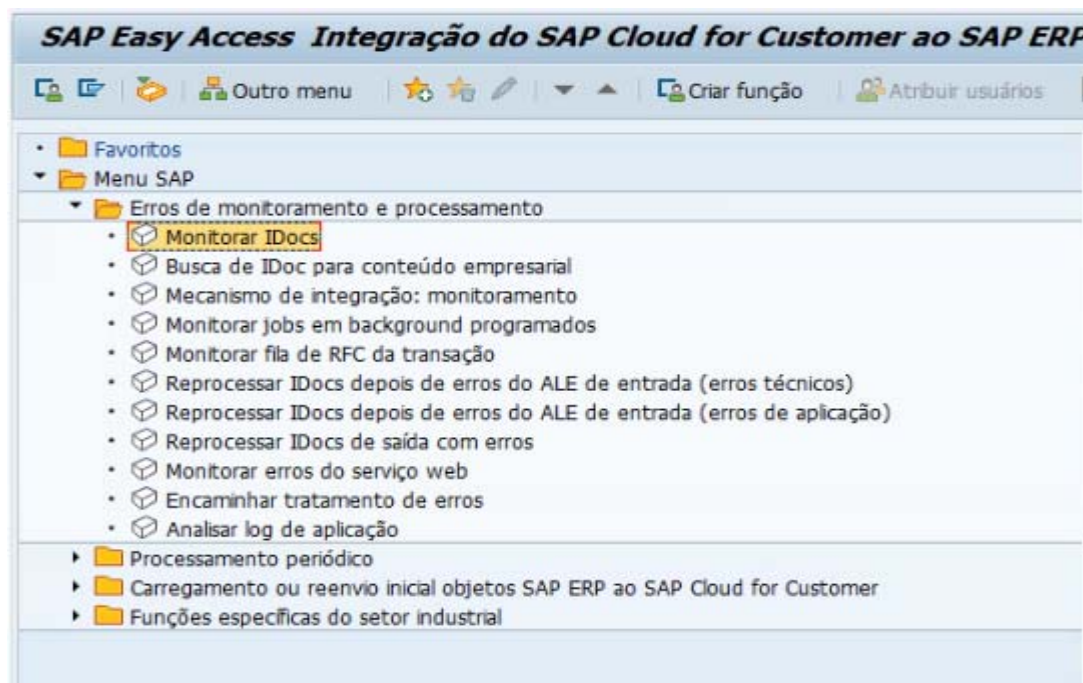 SAP Easy Access Integração do SAP Cloud for Customer ao SAP ERP
Outro menu Criar função Atribuir usuários
Favoritos
Menu SAP
Erros de monitoramento e processamento
Monitorar IDocs
Busca de IDoc para conteúdo empresarial
Mecanismo de integração: monitoramento
Monitorar jobs em background programados
Monitorar fila de RFC da transação
Reprocessar IDocs depois de erros do ALE de entrada (erros técnicos)
Reprocessar IDocs depois de erros do ALE de entrada (erros de aplicação)
Reprocessar IDocs de saída com erros
Monitorar erros do serviço web
Encaminhar tratamento de erros
Analisar log de aplicação
Processamento periódico
Carregamento ou reenvio inicial objetos SAP ERP ao SAP Cloud for Customer
Funções específicas do setor industrial